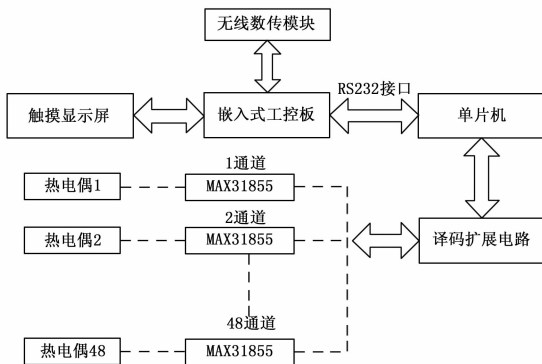 无线数传模块
RS232接口
触摸显示屏
嵌入式工控板
单片机
1通道
热电偶1
MAX31855
2通道
热电偶2
MAX31855
译码扩展电路
48通道
热电偶48
MAX31855